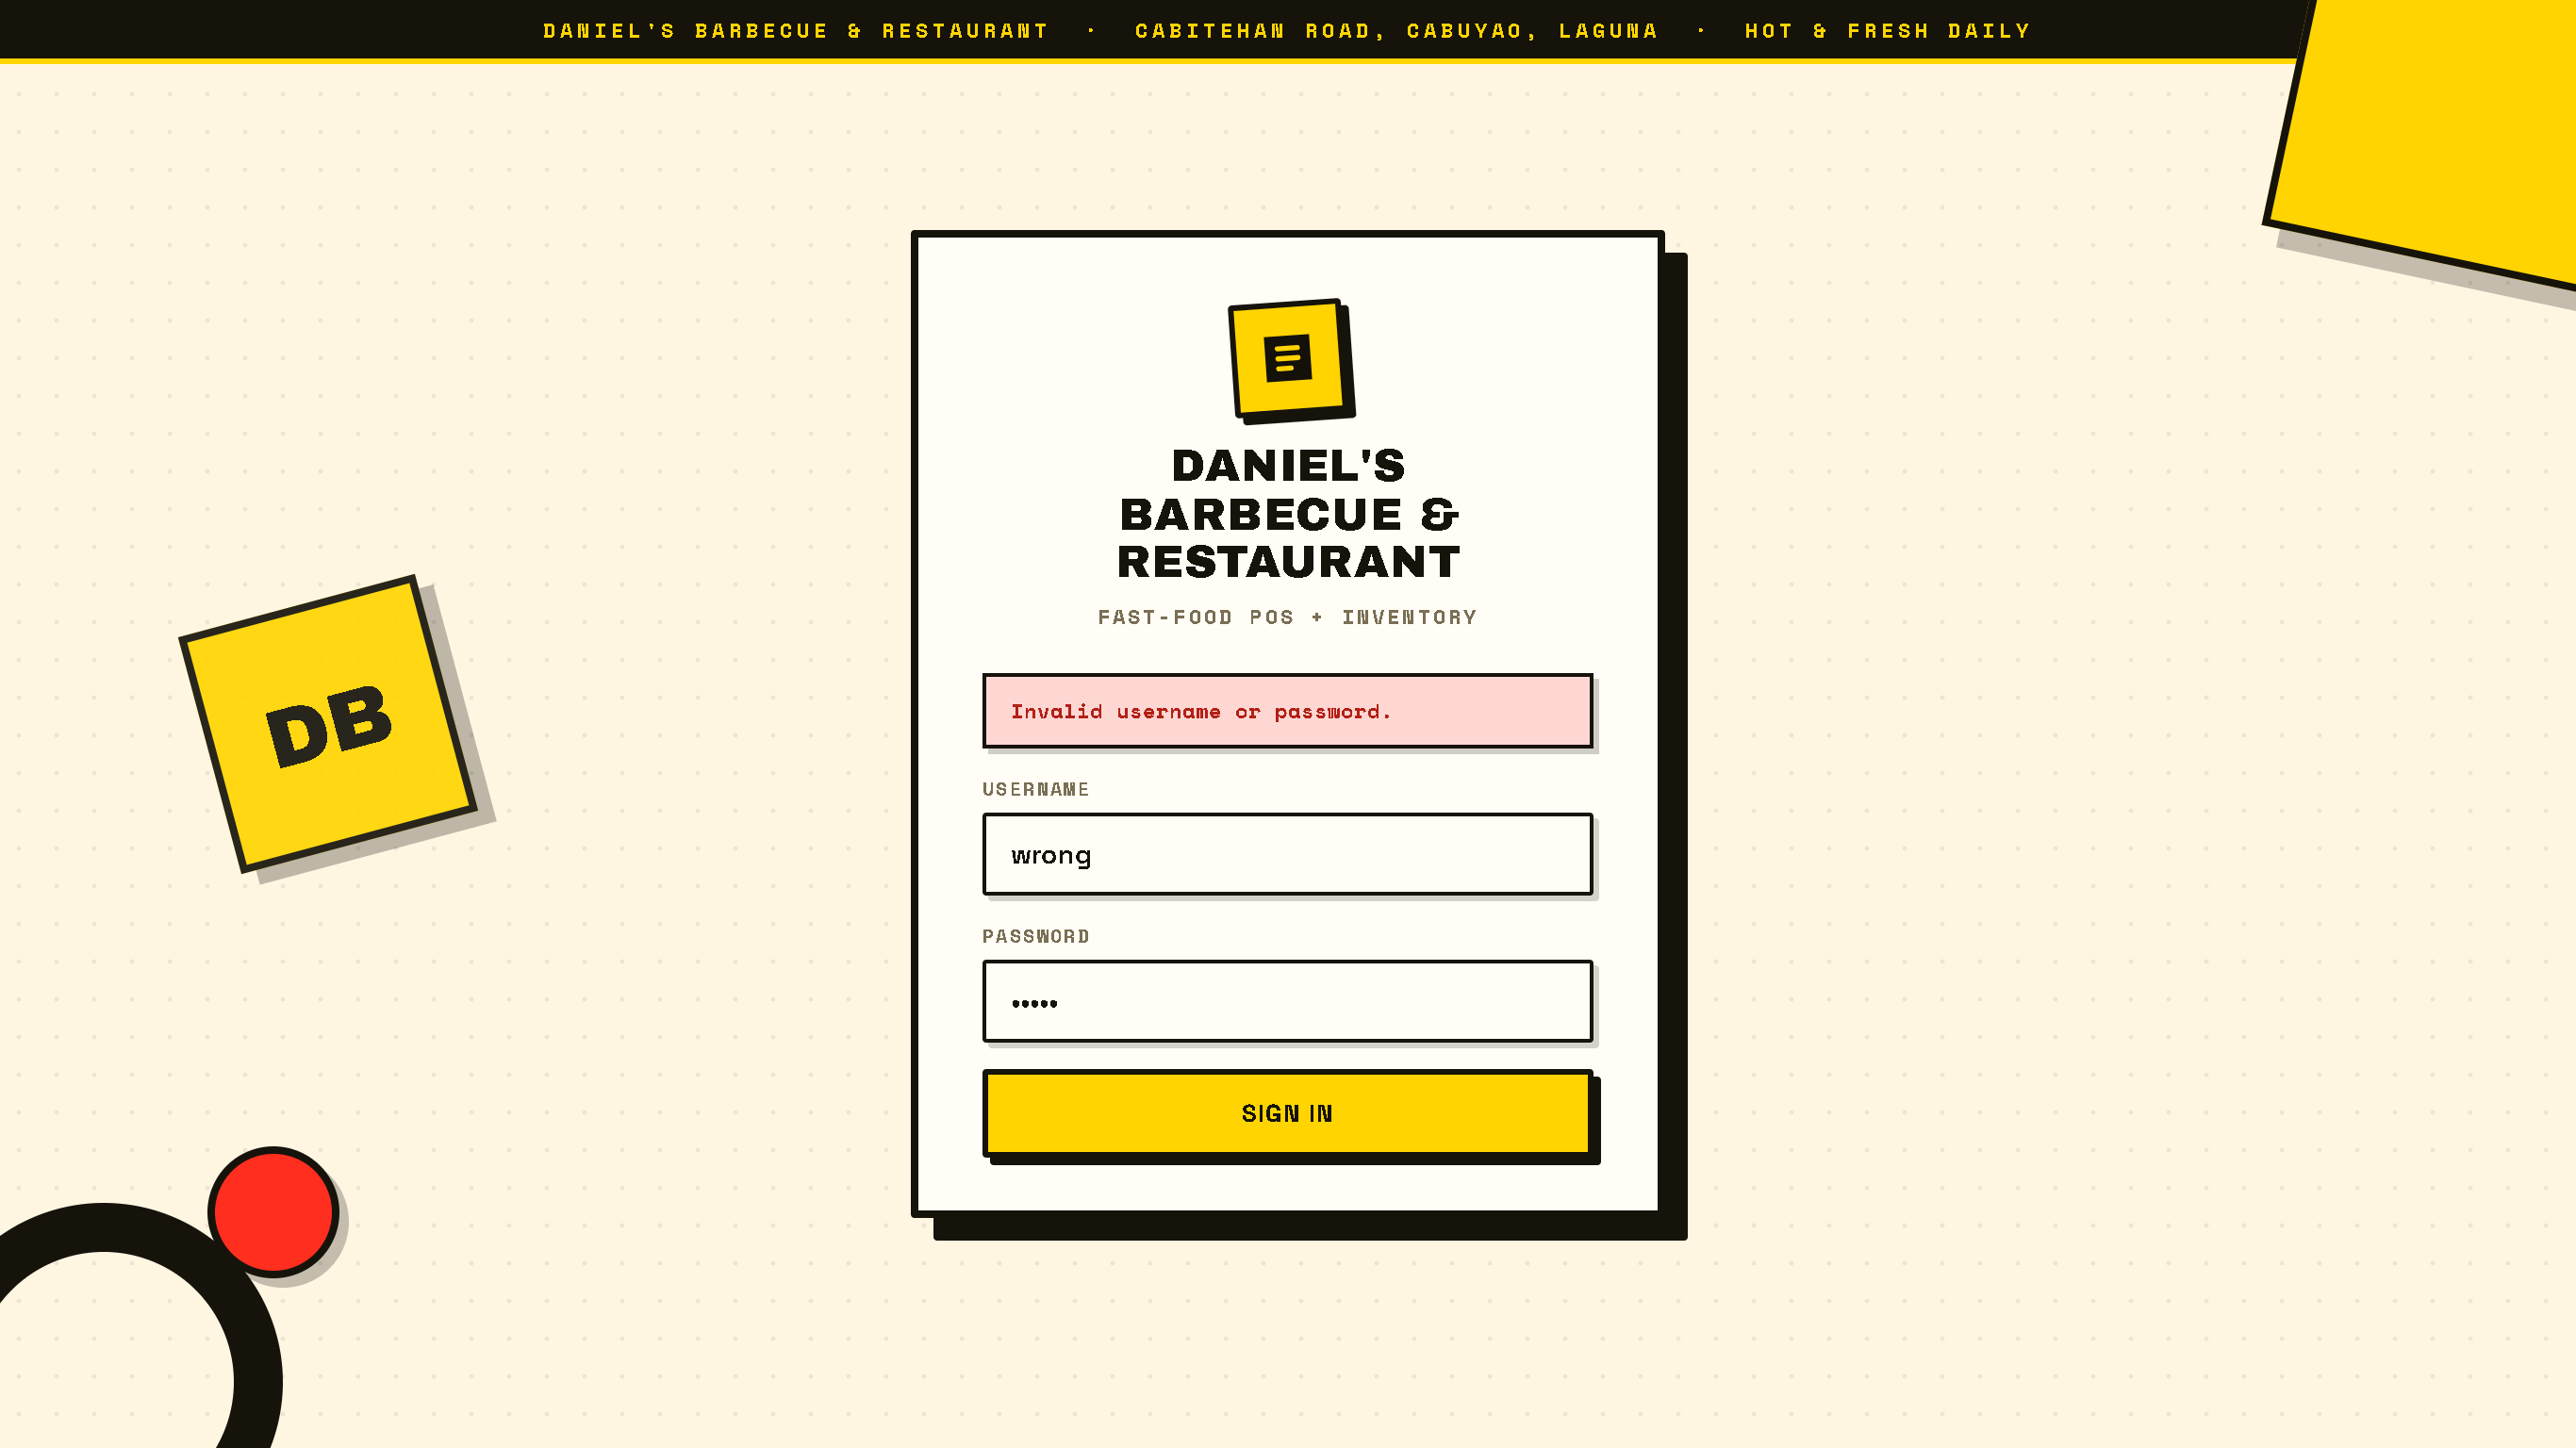 DANIEL'S BARBECUE & RESTAURANT · CABITEHAN ROAD, CABUYAO, LAGUNA · HOT & FRESH DAILY
DANIEL'S
BARBECUE &
RESTAURANT
FAST-FOOD POS + INVENTORY
Invalid username or password.
USERNAME
wrong
PASSWORD
•••••
SIGN IN
DB